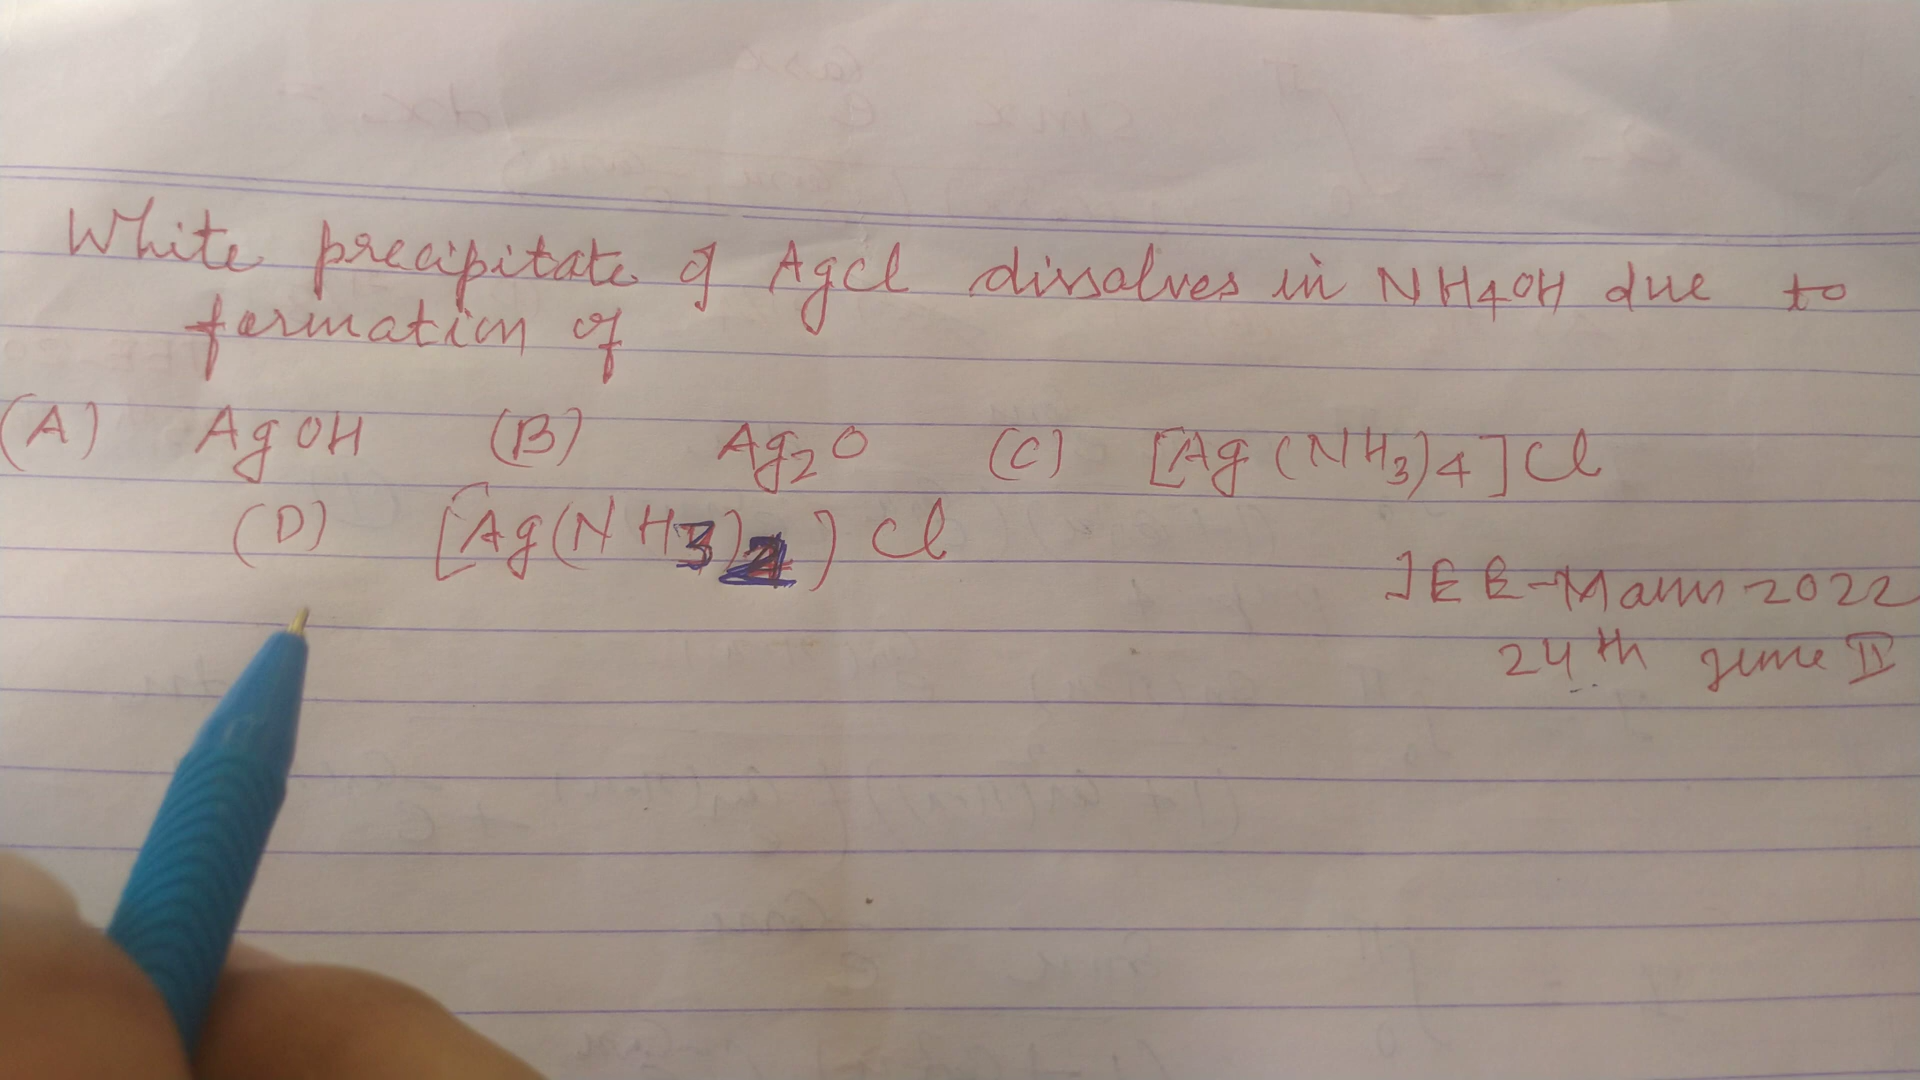 White precipitate of AgCl dissolves in NH4OH due to
formation of
(A) AgOH (B) Ag2O (C) [Ag(NH3)4]Cl
(D) [Ag(NH3)2]Cl
JEE-Main 2022
24th june II